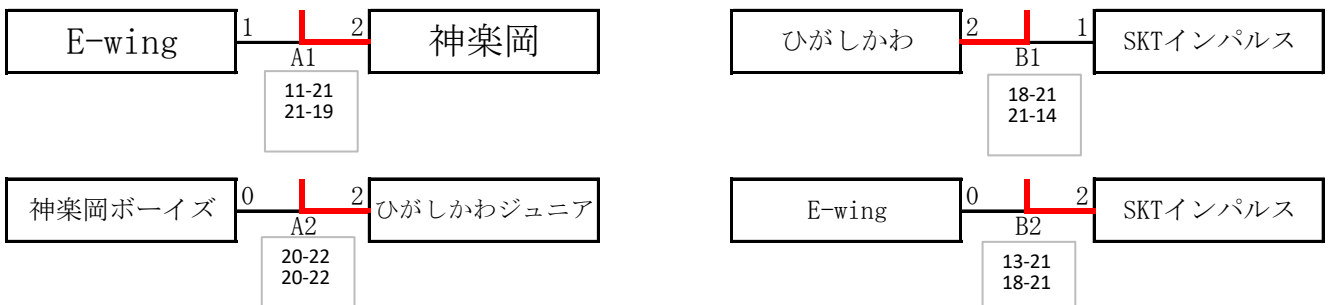 E-wing 1 2 神楽岡
A1
11-21
21-19
ひがしかわ 2 1 SKTインパルス
B1
18-21
21-14
神楽岡ボーイズ 0 2 ひがしかわジュニア
A2
20-22
20-22
E-wing 0 2 SKTインパルス
B2
13-21
18-21